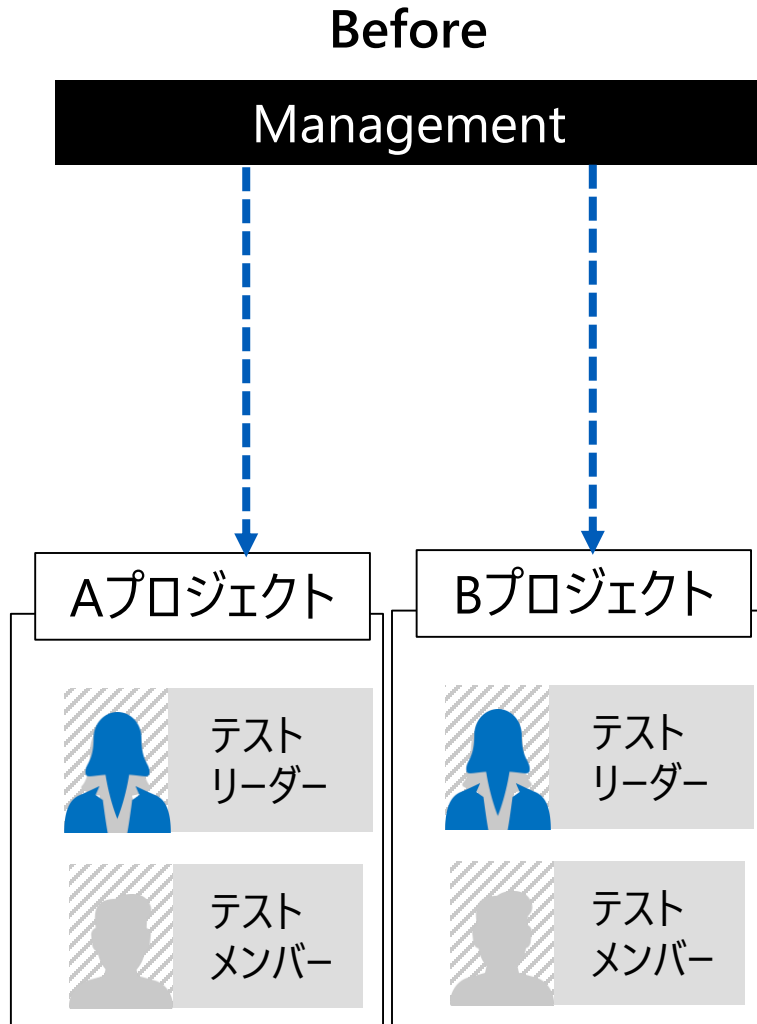 Before
Management
Aプロジェクト
Bプロジェクト
テスト
リーダー
テスト
リーダー
テスト
メンバー
テスト
メンバー